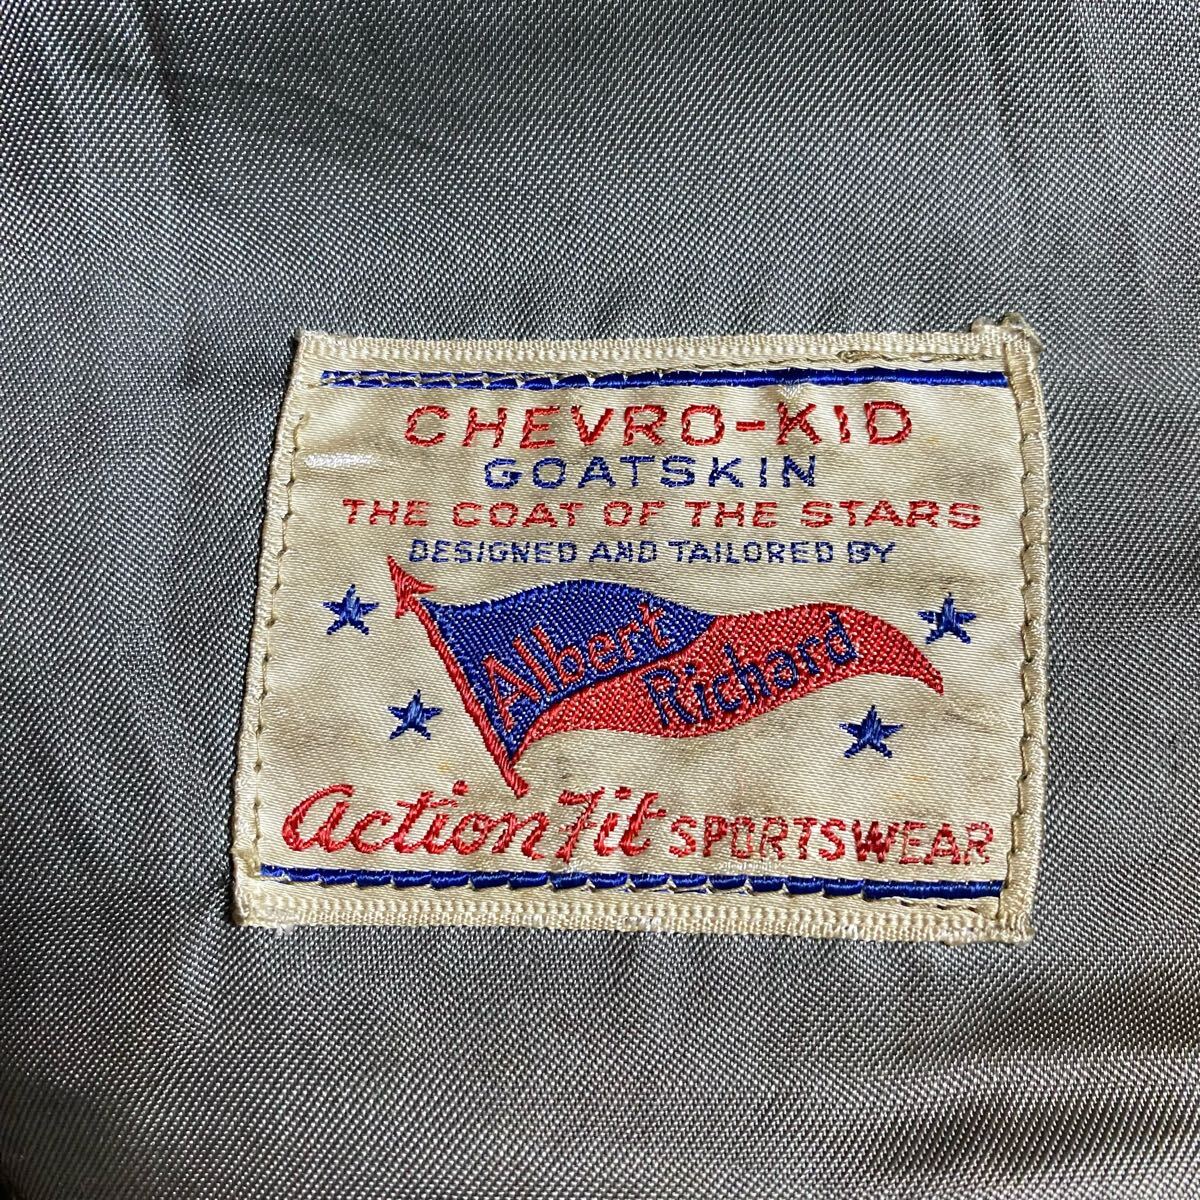 CHEVRO-KID
GOATSKIN
THE COAT OF THE STARS
DESIGNED AND TAILORED BY
Albert
Richard
Action Fit SPORTSWEAR